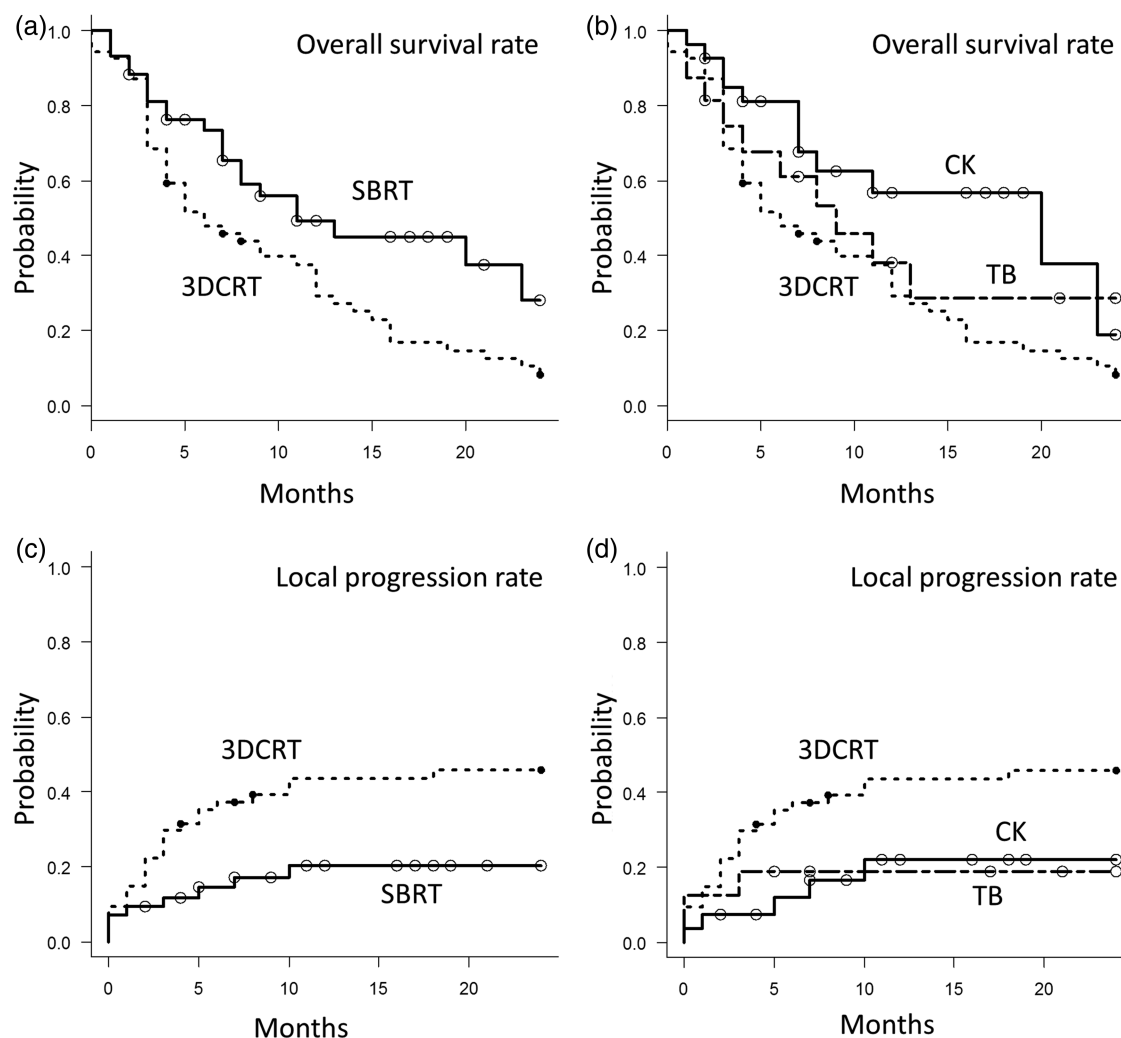 (a)
Overall survival rate
Probability
1.0
0.8
0.6
0.4
0.2
0.0
SBRT
3DCRT
0 5 10 15 20
Months
(b)
Overall survival rate
Probability
1.0
0.8
0.6
0.4
0.2
0.0
CK
TB
3DCRT
0 5 10 15 20
Months
(c)
Local progression rate
Probability
1.0
0.8
0.6
0.4
0.2
0.0
3DCRT
SBRT
0 5 10 15 20
Months
(d)
Local progression rate
Probability
1.0
0.8
0.6
0.4
0.2
0.0
3DCRT
CK
TB
0 5 10 15 20
Months